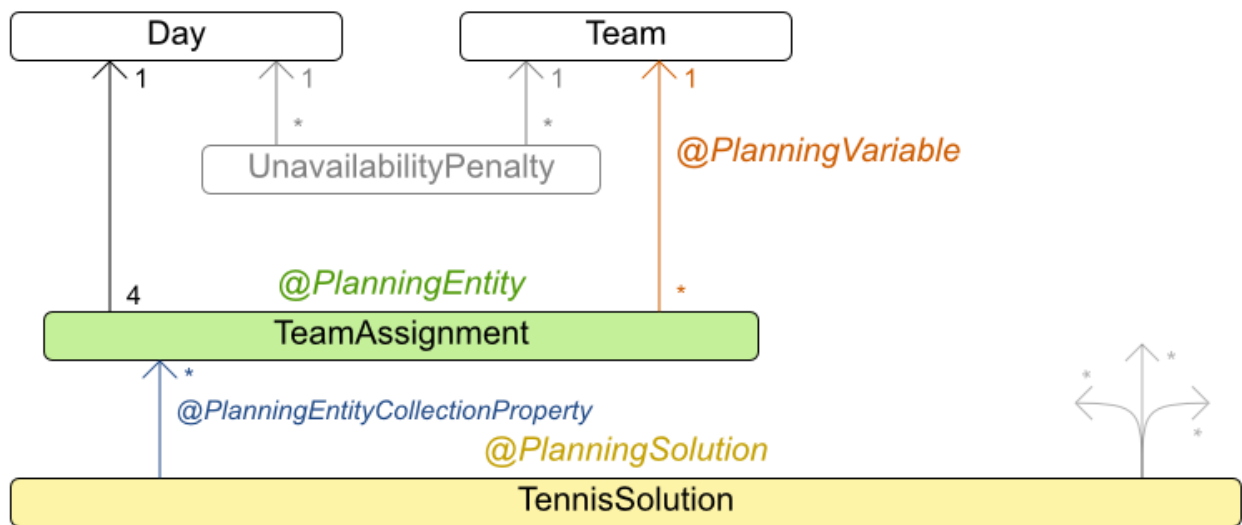 Day
Team
1
1
1
1
*
*
UnavailabilityPenalty
@PlanningVariable
@PlanningEntity
4
*
TeamAssignment
*
*
*
@PlanningEntityCollectionProperty
*
@PlanningSolution
TennisSolution